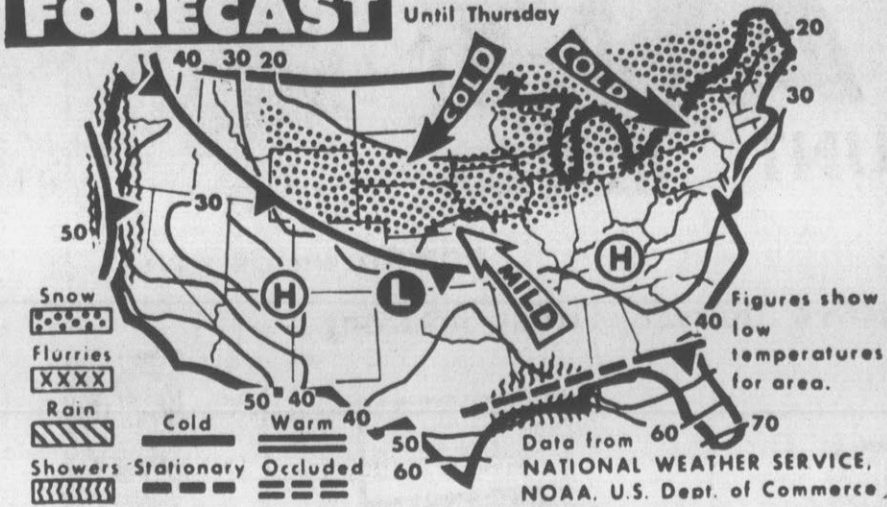 FORECAST
Until Thursday
40 30 20
COLD
COLD
20
30
30
50
H
L
MILD
H
Snow
Flurries
XXXX
Rain
Showers
Cold
Warm
Stationary
Occluded
50 40
40
50
60
40
60
70
Figures show
low
temperatures
for area.
Data from
NATIONAL WEATHER SERVICE,
NOAA, U.S. Dept. of Commerce